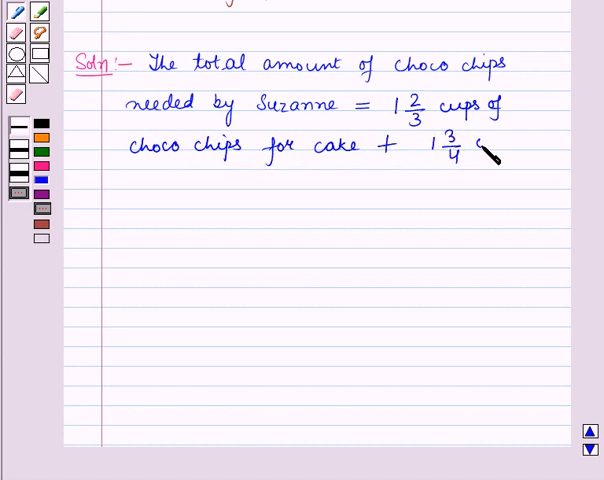 Soln:- The total amount of choco chips
needed by Suzanne = 1 2/3 cups of
choco chips for cake + 1 3/4